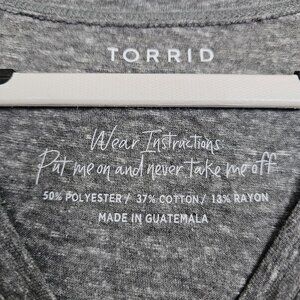 TORRID
Wear Instructions:
Put me on and never take me off
50% POLYESTER/ 37% COTTON/ 13% RAYON
MADE IN GUATEMALA